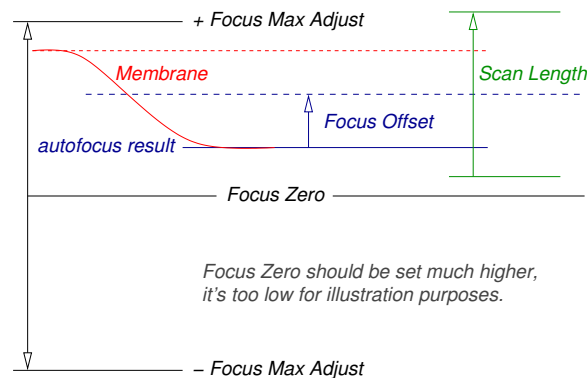 + Focus Max Adjust
Membrane
Scan Length
Focus Offset
autofocus result
Focus Zero
Focus Zero should be set much higher,
it's too low for illustration purposes.
− Focus Max Adjust